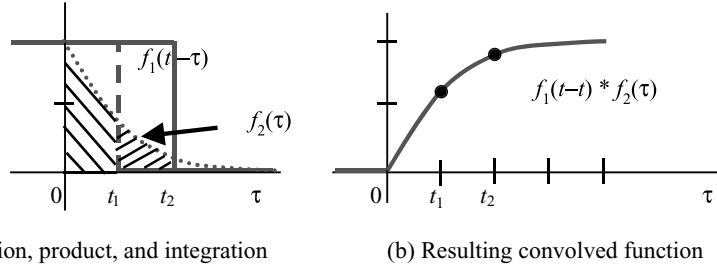 f₁(t–τ)
f₂(τ)
0 t₁ t₂ τ
f₁(t–t) * f₂(τ)
0 t₁ t₂ τ
ion, product, and integration
(b) Resulting convolved function